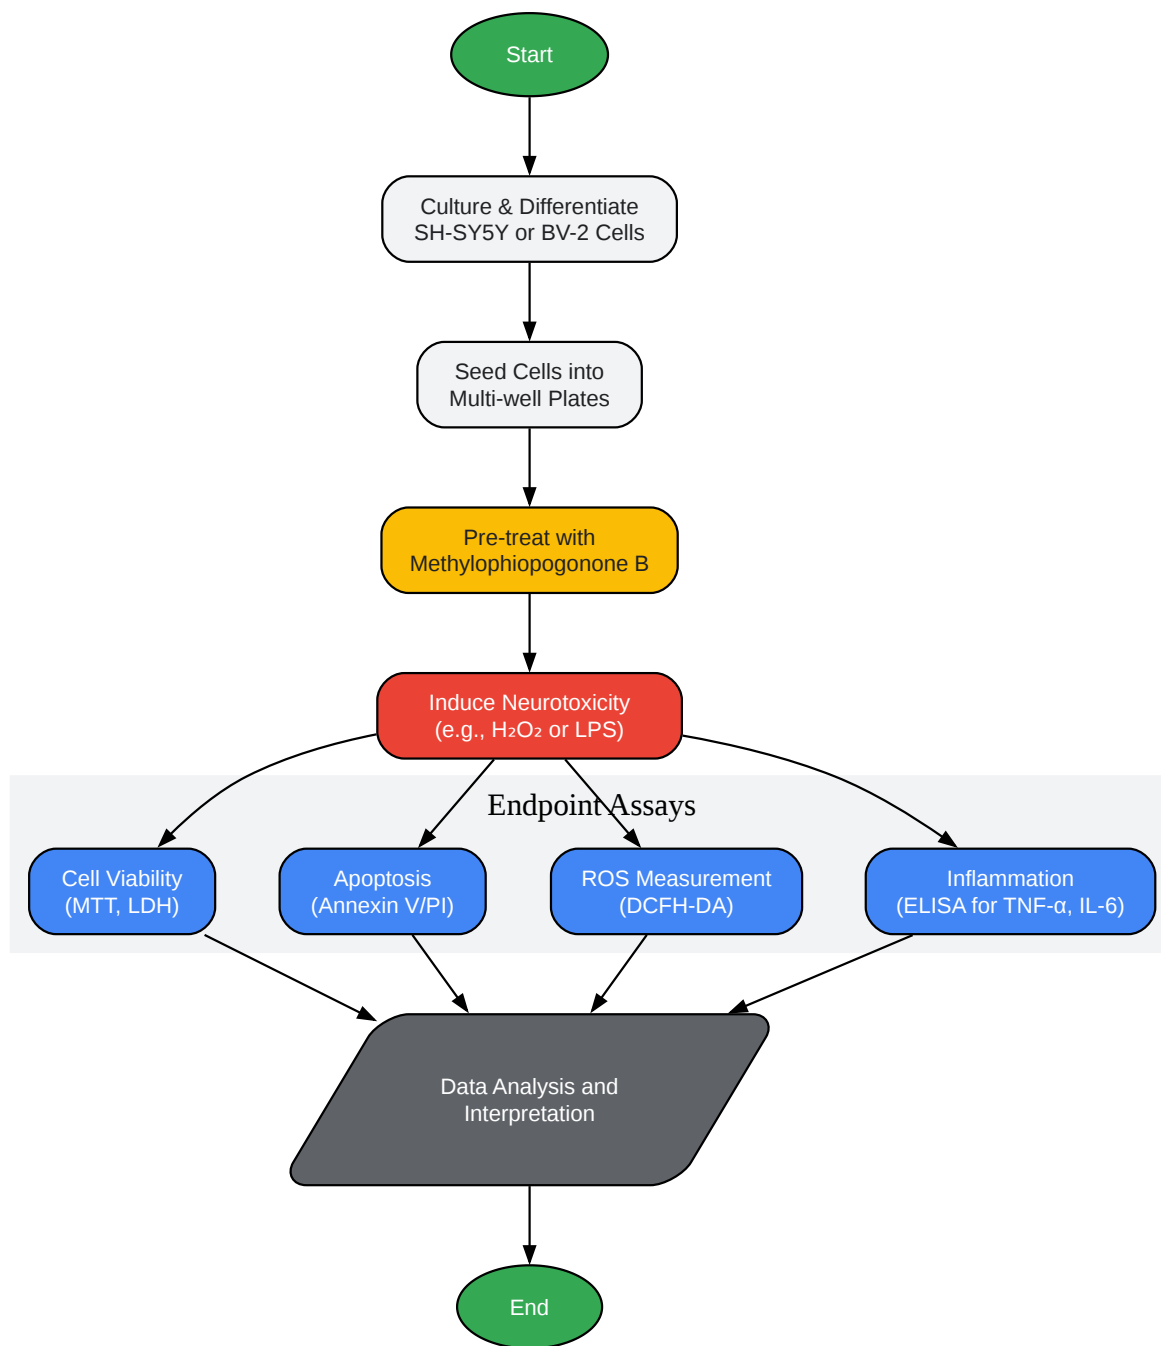 Start
Culture & Differentiate
SH-SY5Y or BV-2 Cells
Seed Cells into
Multi-well Plates
Pre-treat with
Methylophiopogonone B
Induce Neurotoxicity
(e.g., H₂O₂ or LPS)
Endpoint Assays
Cell Viability
(MTT, LDH)
Apoptosis
(Annexin V/PI)
ROS Measurement
(DCFH-DA)
Inflammation
(ELISA for TNF-α, IL-6)
Data Analysis and
Interpretation
End